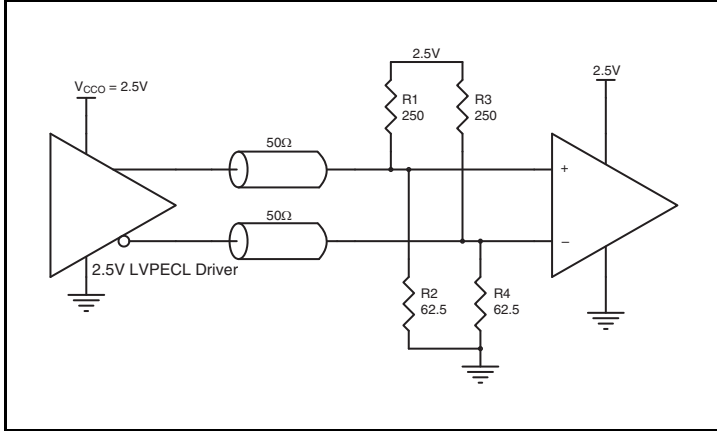 2.5V
V_CCO = 2.5V
2.5V
R1
250
R3
250
50Ω
+
50Ω
−
2.5V LVPECL Driver
R2
62.5
R4
62.5